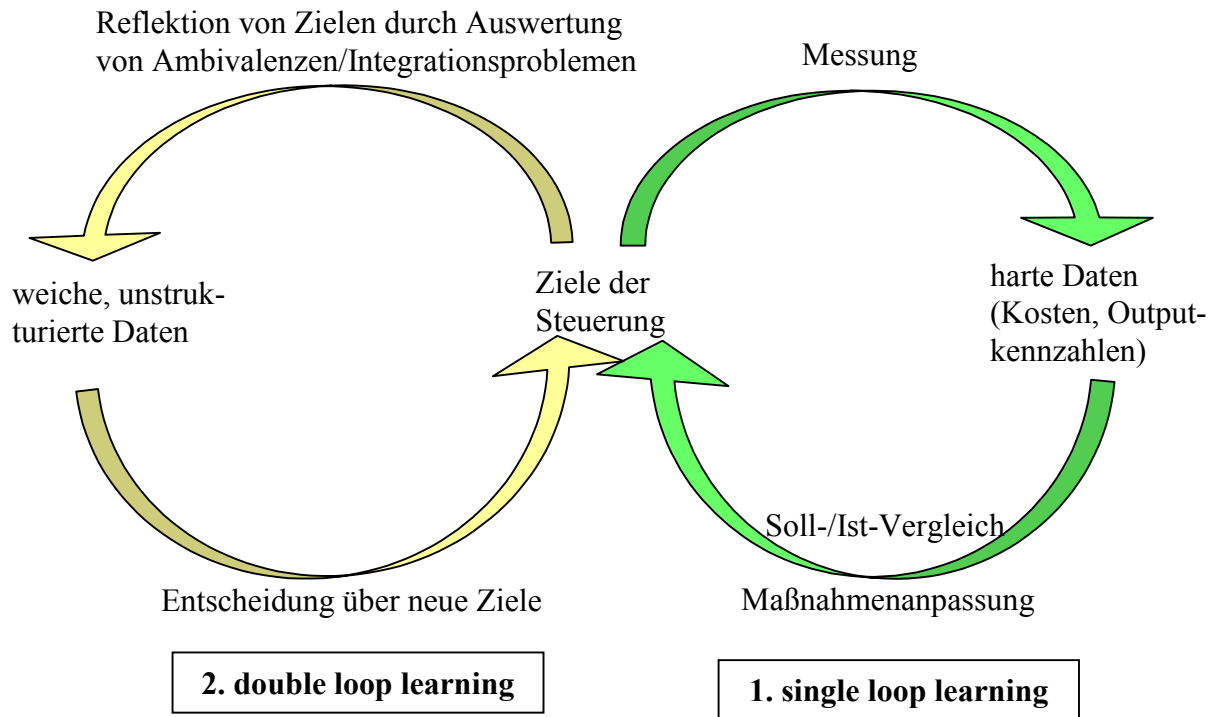 Reflektion von Zielen durch Auswertung
von Ambivalenzen/Integrationsproblemen
Messung
weiche, unstruk-
turierte Daten
Ziele der
Steuerung
harte Daten
(Kosten, Output-
kennzahlen)
Soll-/Ist-Vergleich
Entscheidung über neue Ziele
Maßnahmenanpassung
2. double loop learning
1. single loop learning